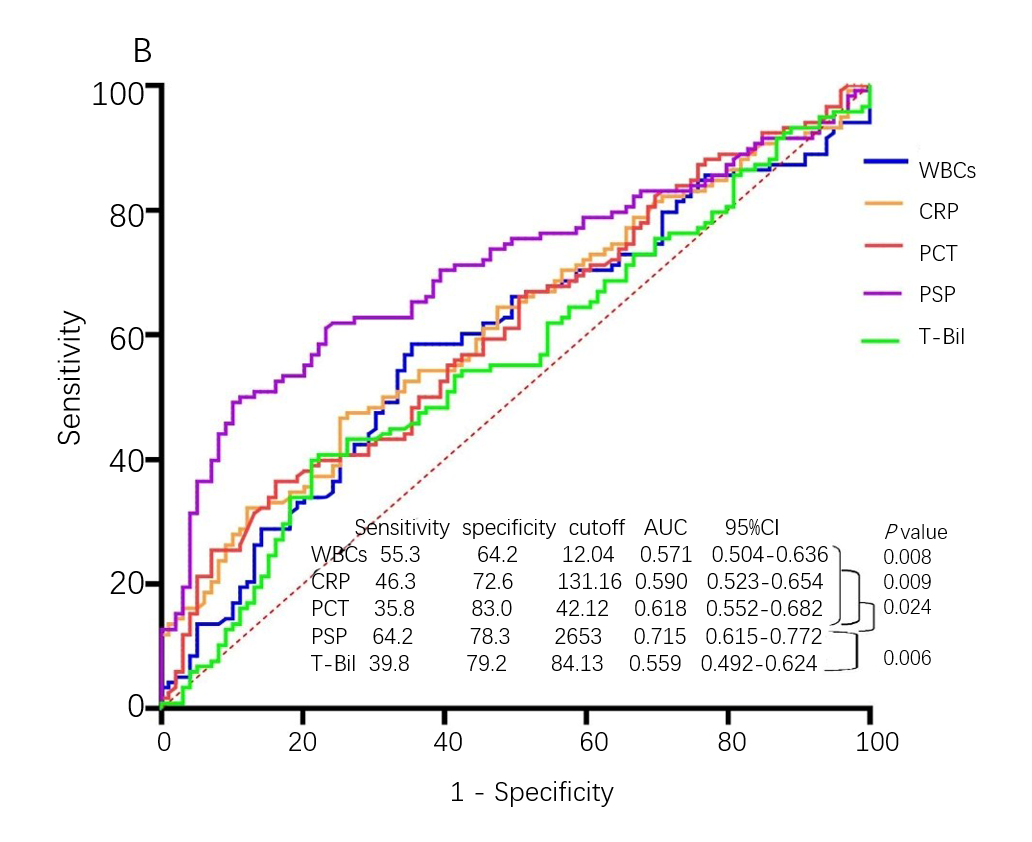 B
100
80
60
40
20
0
Sensitivity
WBCs
CRP
PCT
PSP
T-Bil
Sensitivity specificity cutoff AUC 95%CI P value
WBCs 55.3 64.2 12.04 0.571 0.504-0.636 0.008
CRP 46.3 72.6 131.16 0.590 0.523-0.654 0.009
PCT 35.8 83.0 42.12 0.618 0.552-0.682 0.024
PSP 64.2 78.3 2653 0.715 0.615-0.772
T-Bil 39.8 79.2 84.13 0.559 0.492-0.624 0.006
0 20 40 60 80 100
1 - Specificity